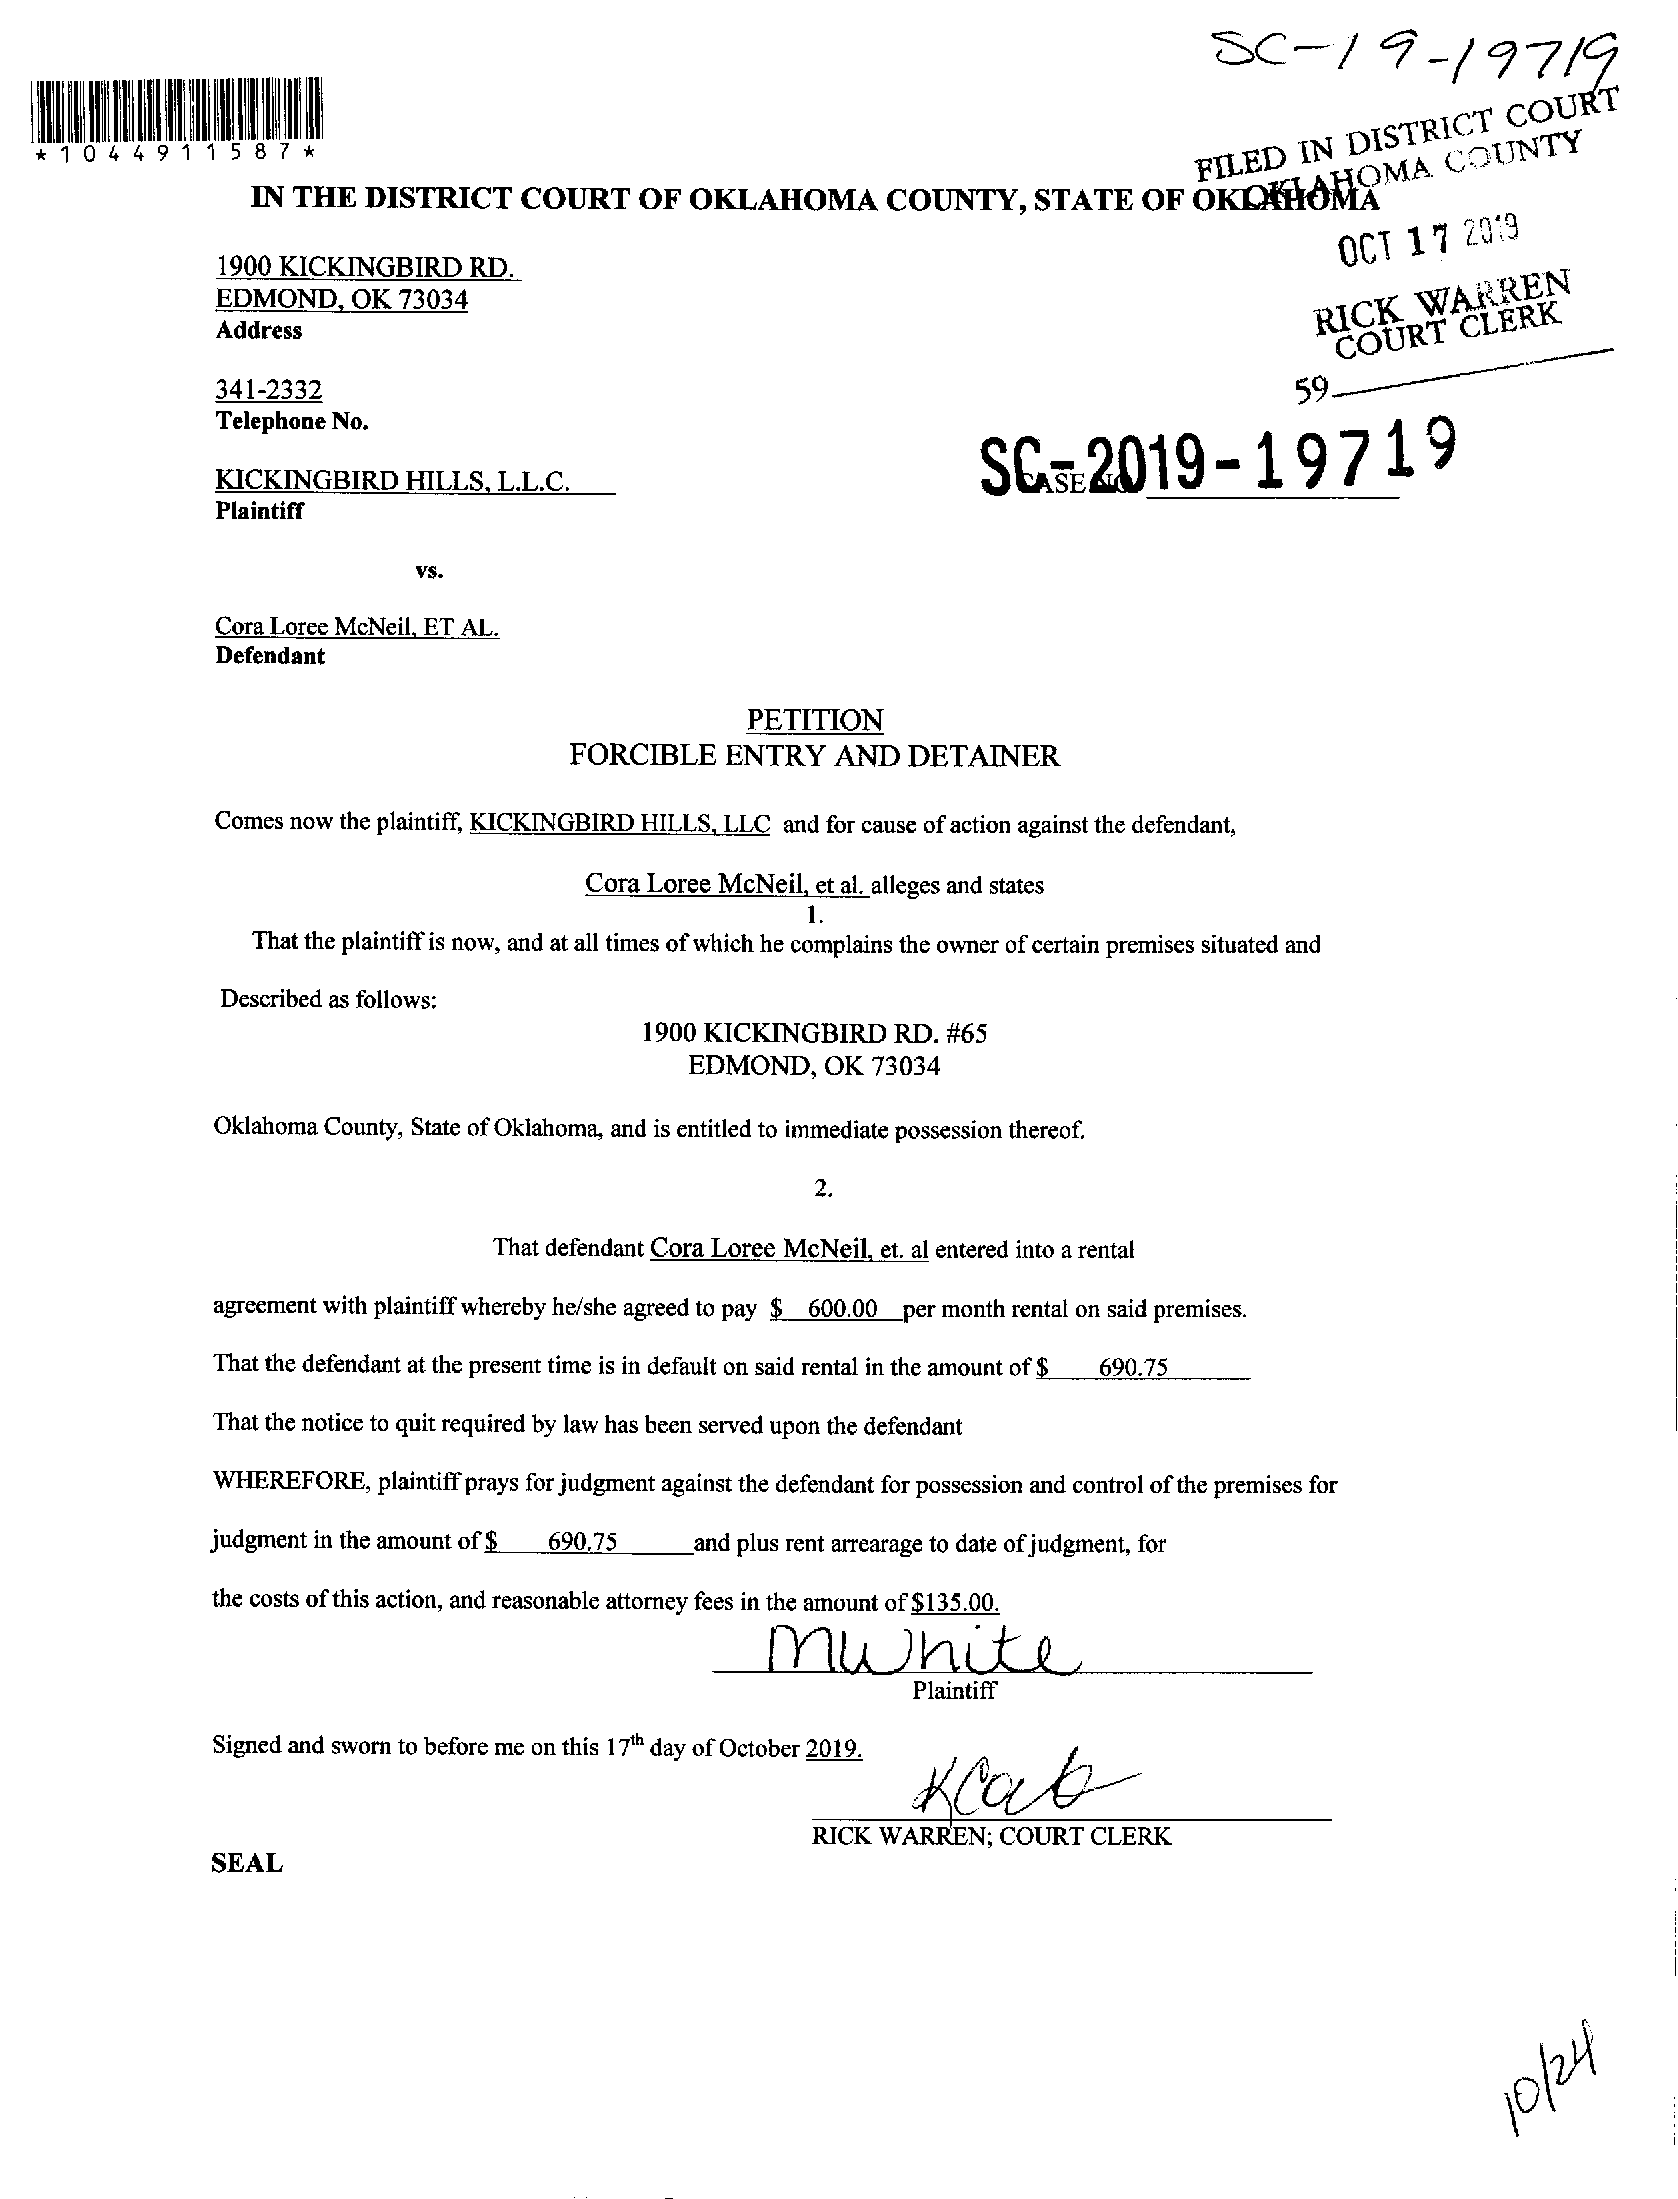 SC-19-19719
*1044911587*
FILED IN DISTRICT COURT
OKLAHOMA COUNTY
IN THE DISTRICT COURT OF OKLAHOMA COUNTY, STATE OF OKLAHOMA
OCT 17 2019
1900 KICKINGBIRD RD.
EDMOND, OK 73034
Address
RICK WARREN
COURT CLERK
59
341-2332
Telephone No.
SC-2019-19719
CASE NO.
KICKINGBIRD HILLS, L.L.C.
Plaintiff
vs.
Cora Loree McNeil, ET AL.
Defendant
PETITION
FORCIBLE ENTRY AND DETAINER
Comes now the plaintiff, KICKINGBIRD HILLS, LLC and for cause of action against the defendant,
Cora Loree McNeil, et al. alleges and states
1.
That the plaintiff is now, and at all times of which he complains the owner of certain premises situated and
Described as follows:
1900 KICKINGBIRD RD. #65
EDMOND, OK 73034
Oklahoma County, State of Oklahoma, and is entitled to immediate possession thereof.
2.
That defendant Cora Loree McNeil, et. al entered into a rental
agreement with plaintiff whereby he/she agreed to pay $ 600.00 per month rental on said premises.
That the defendant at the present time is in default on said rental in the amount of $ 690.75
That the notice to quit required by law has been served upon the defendant
WHEREFORE, plaintiff prays for judgment against the defendant for possession and control of the premises for
judgment in the amount of $ 690.75 and plus rent arrearage to date of judgment, for
the costs of this action, and reasonable attorney fees in the amount of $135.00.
MWhite
Plaintiff
Signed and sworn to before me on this 17th day of October 2019.
RICK WARREN; COURT CLERK
SEAL
10/24